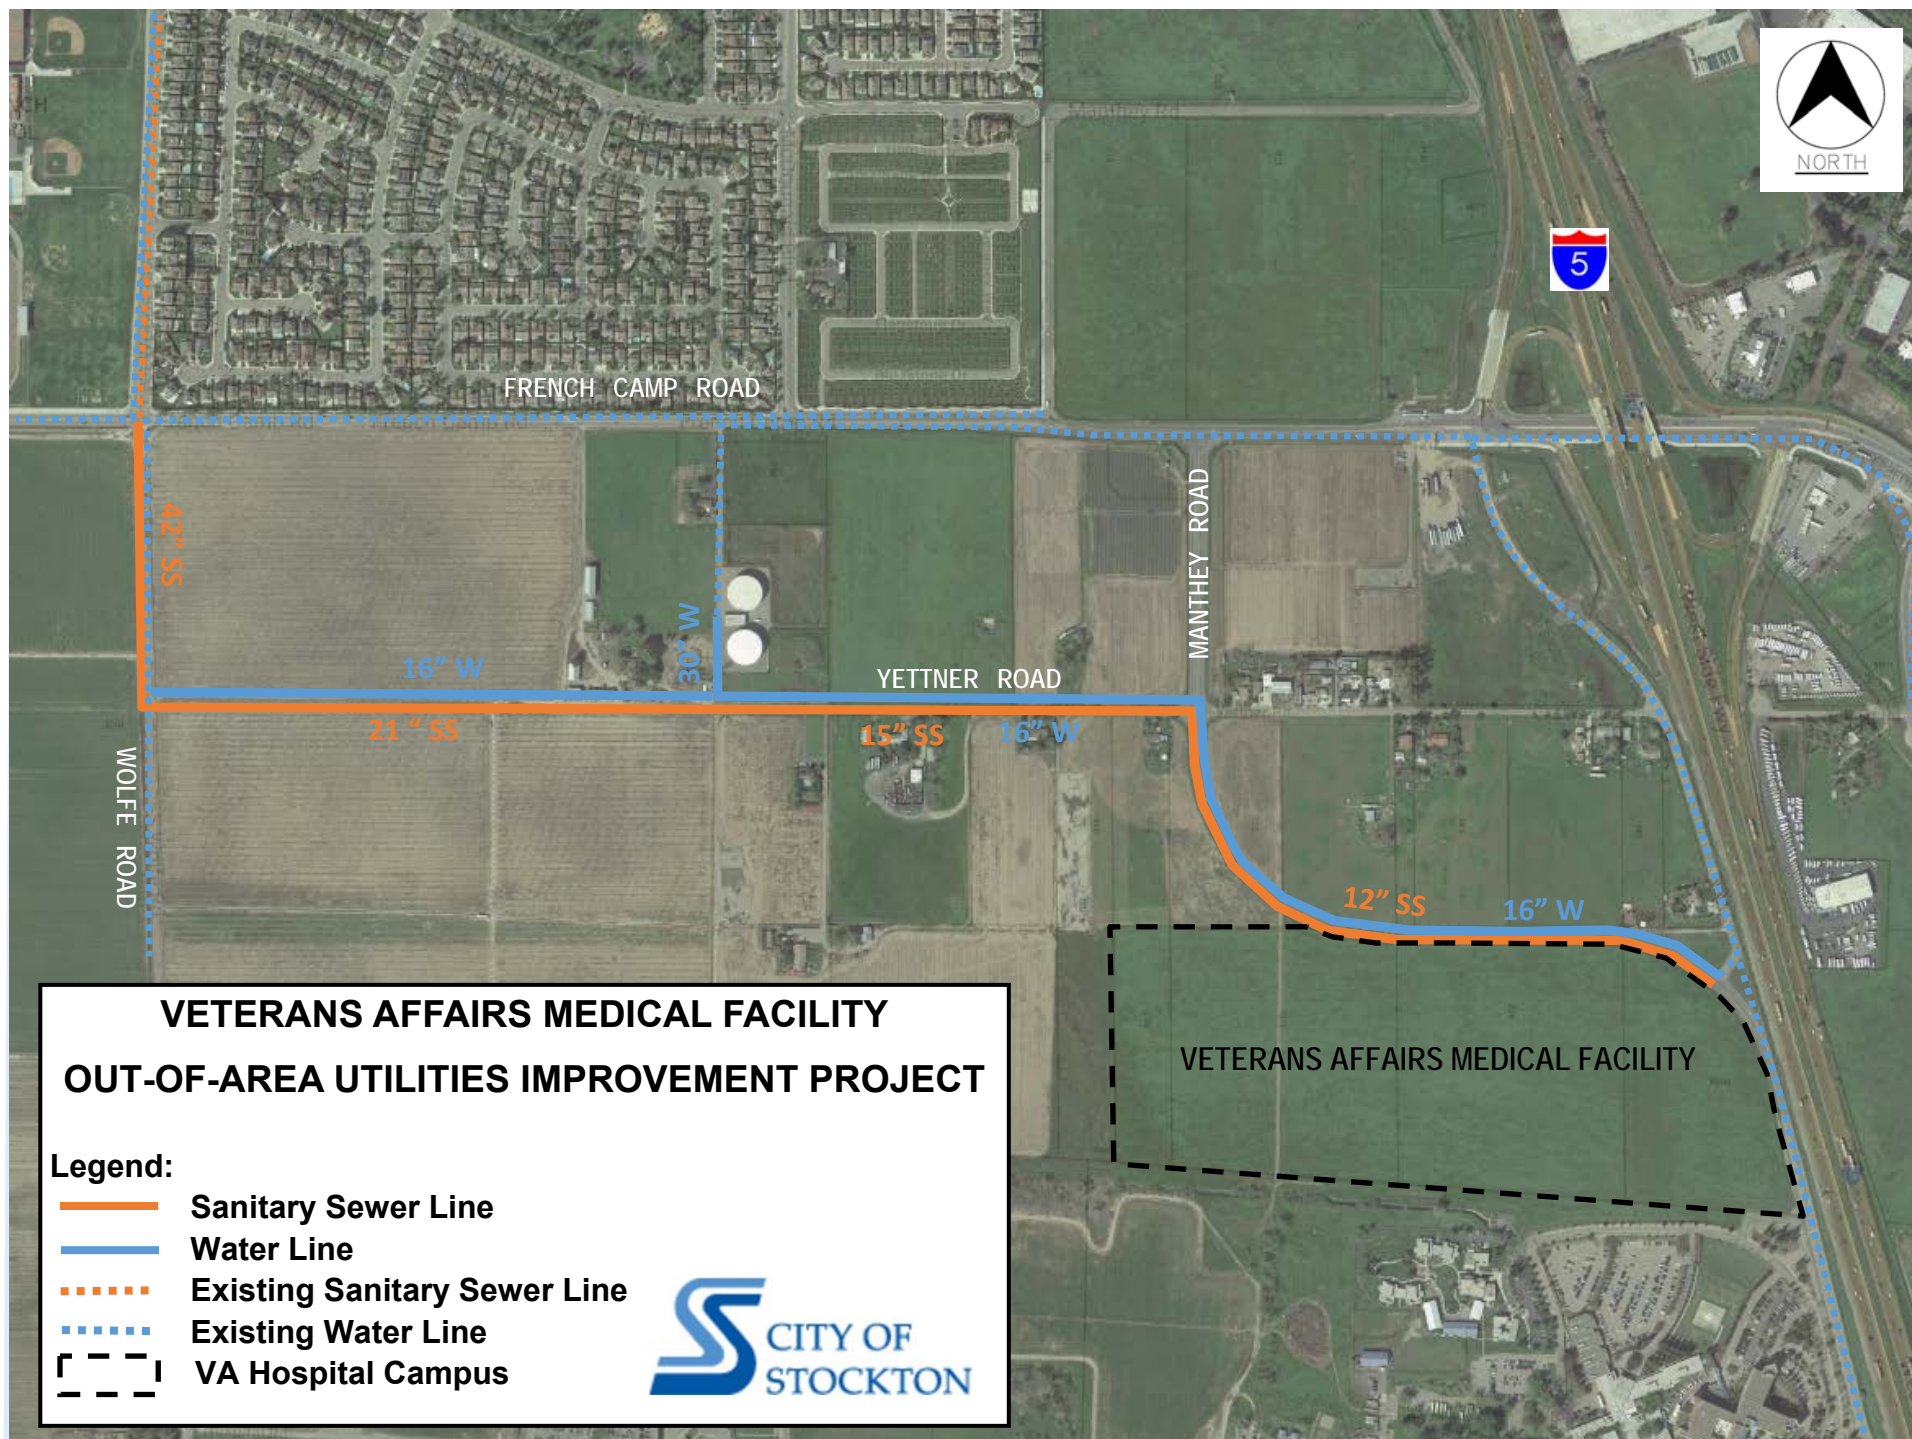 NORTH
5
Manthey Rd
FRENCH CAMP ROAD
42" SS
MANTHEY ROAD
30" W
16” W
YETTNER ROAD
21 “ SS
15” SS
16” W
WOLFE ROAD
12” SS
16” W
VETERANS AFFAIRS MEDICAL FACILITY
VETERANS AFFAIRS MEDICAL FACILITY
OUT-OF-AREA UTILITIES IMPROVEMENT PROJECT
Legend:
Sanitary Sewer Line
Water Line
Existing Sanitary Sewer Line
Existing Water Line
VA Hospital Campus
CITY OF
STOCKTON